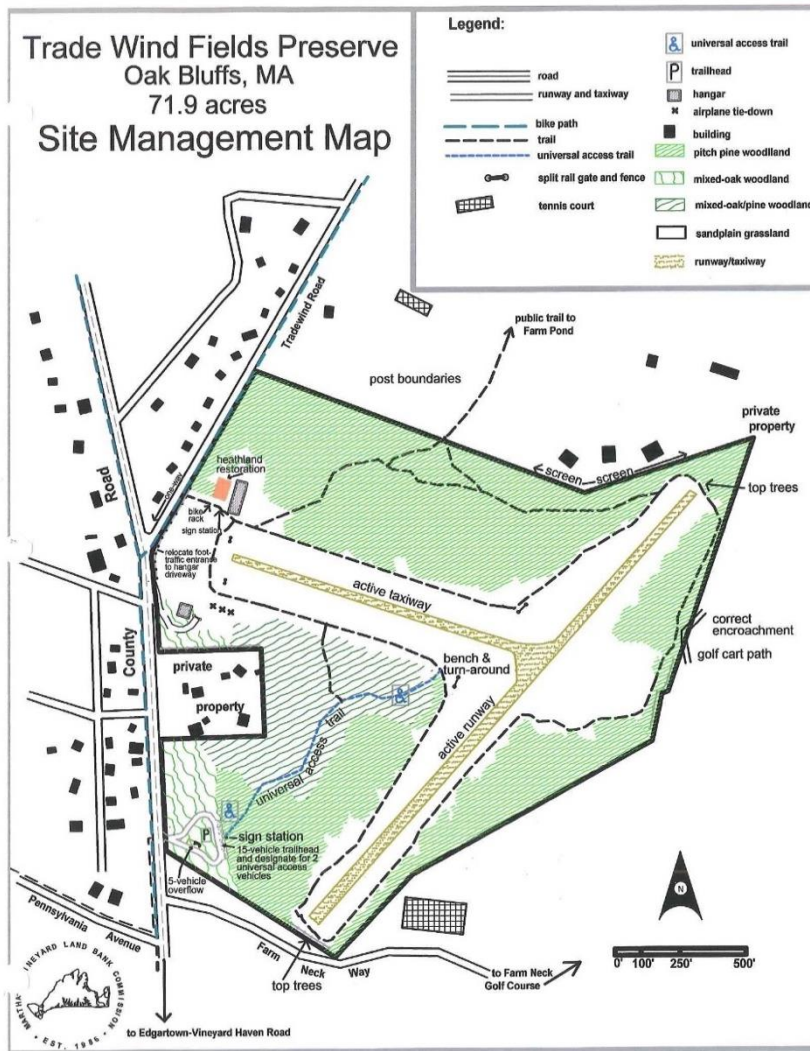 Trade Wind Fields Preserve
Oak Bluffs, MA
71.9 acres
Site Management Map
Legend:
road
runway and taxiway
bike path
trail
universal access trail
split rail gate and fence
tennis court
universal access trail
P
trailhead
hangar
airplane tie-down
building
pitch pine woodland
mixed-oak woodland
mixed-oak/pine woodland
sandplain grassland
runway/taxiway
Tradewind Road
public trail to
Farm Pond
post boundaries
private
property
screen
screen
top trees
heathland
restoration
one-way
bike
rack
sign station
relocate foot-
traffic entrance
to hangar
driveway
County
Road
active taxiway
correct
encroachment
golf cart path
private
property
bench &
turn-around
active runway
universal access trail
P
sign station
15-vehicle trailhead
and designate for 2
universal access
vehicles
5-vehicle
overflow
Pennsylvania Avenue
Farm Neck Way
top trees
to Farm Neck
Golf Course
N
0' 100' 250' 500'
to Edgartown-Vineyard Haven Road
INEYARD LAND BANK COMMISSION
MARTHA
EST. 1986